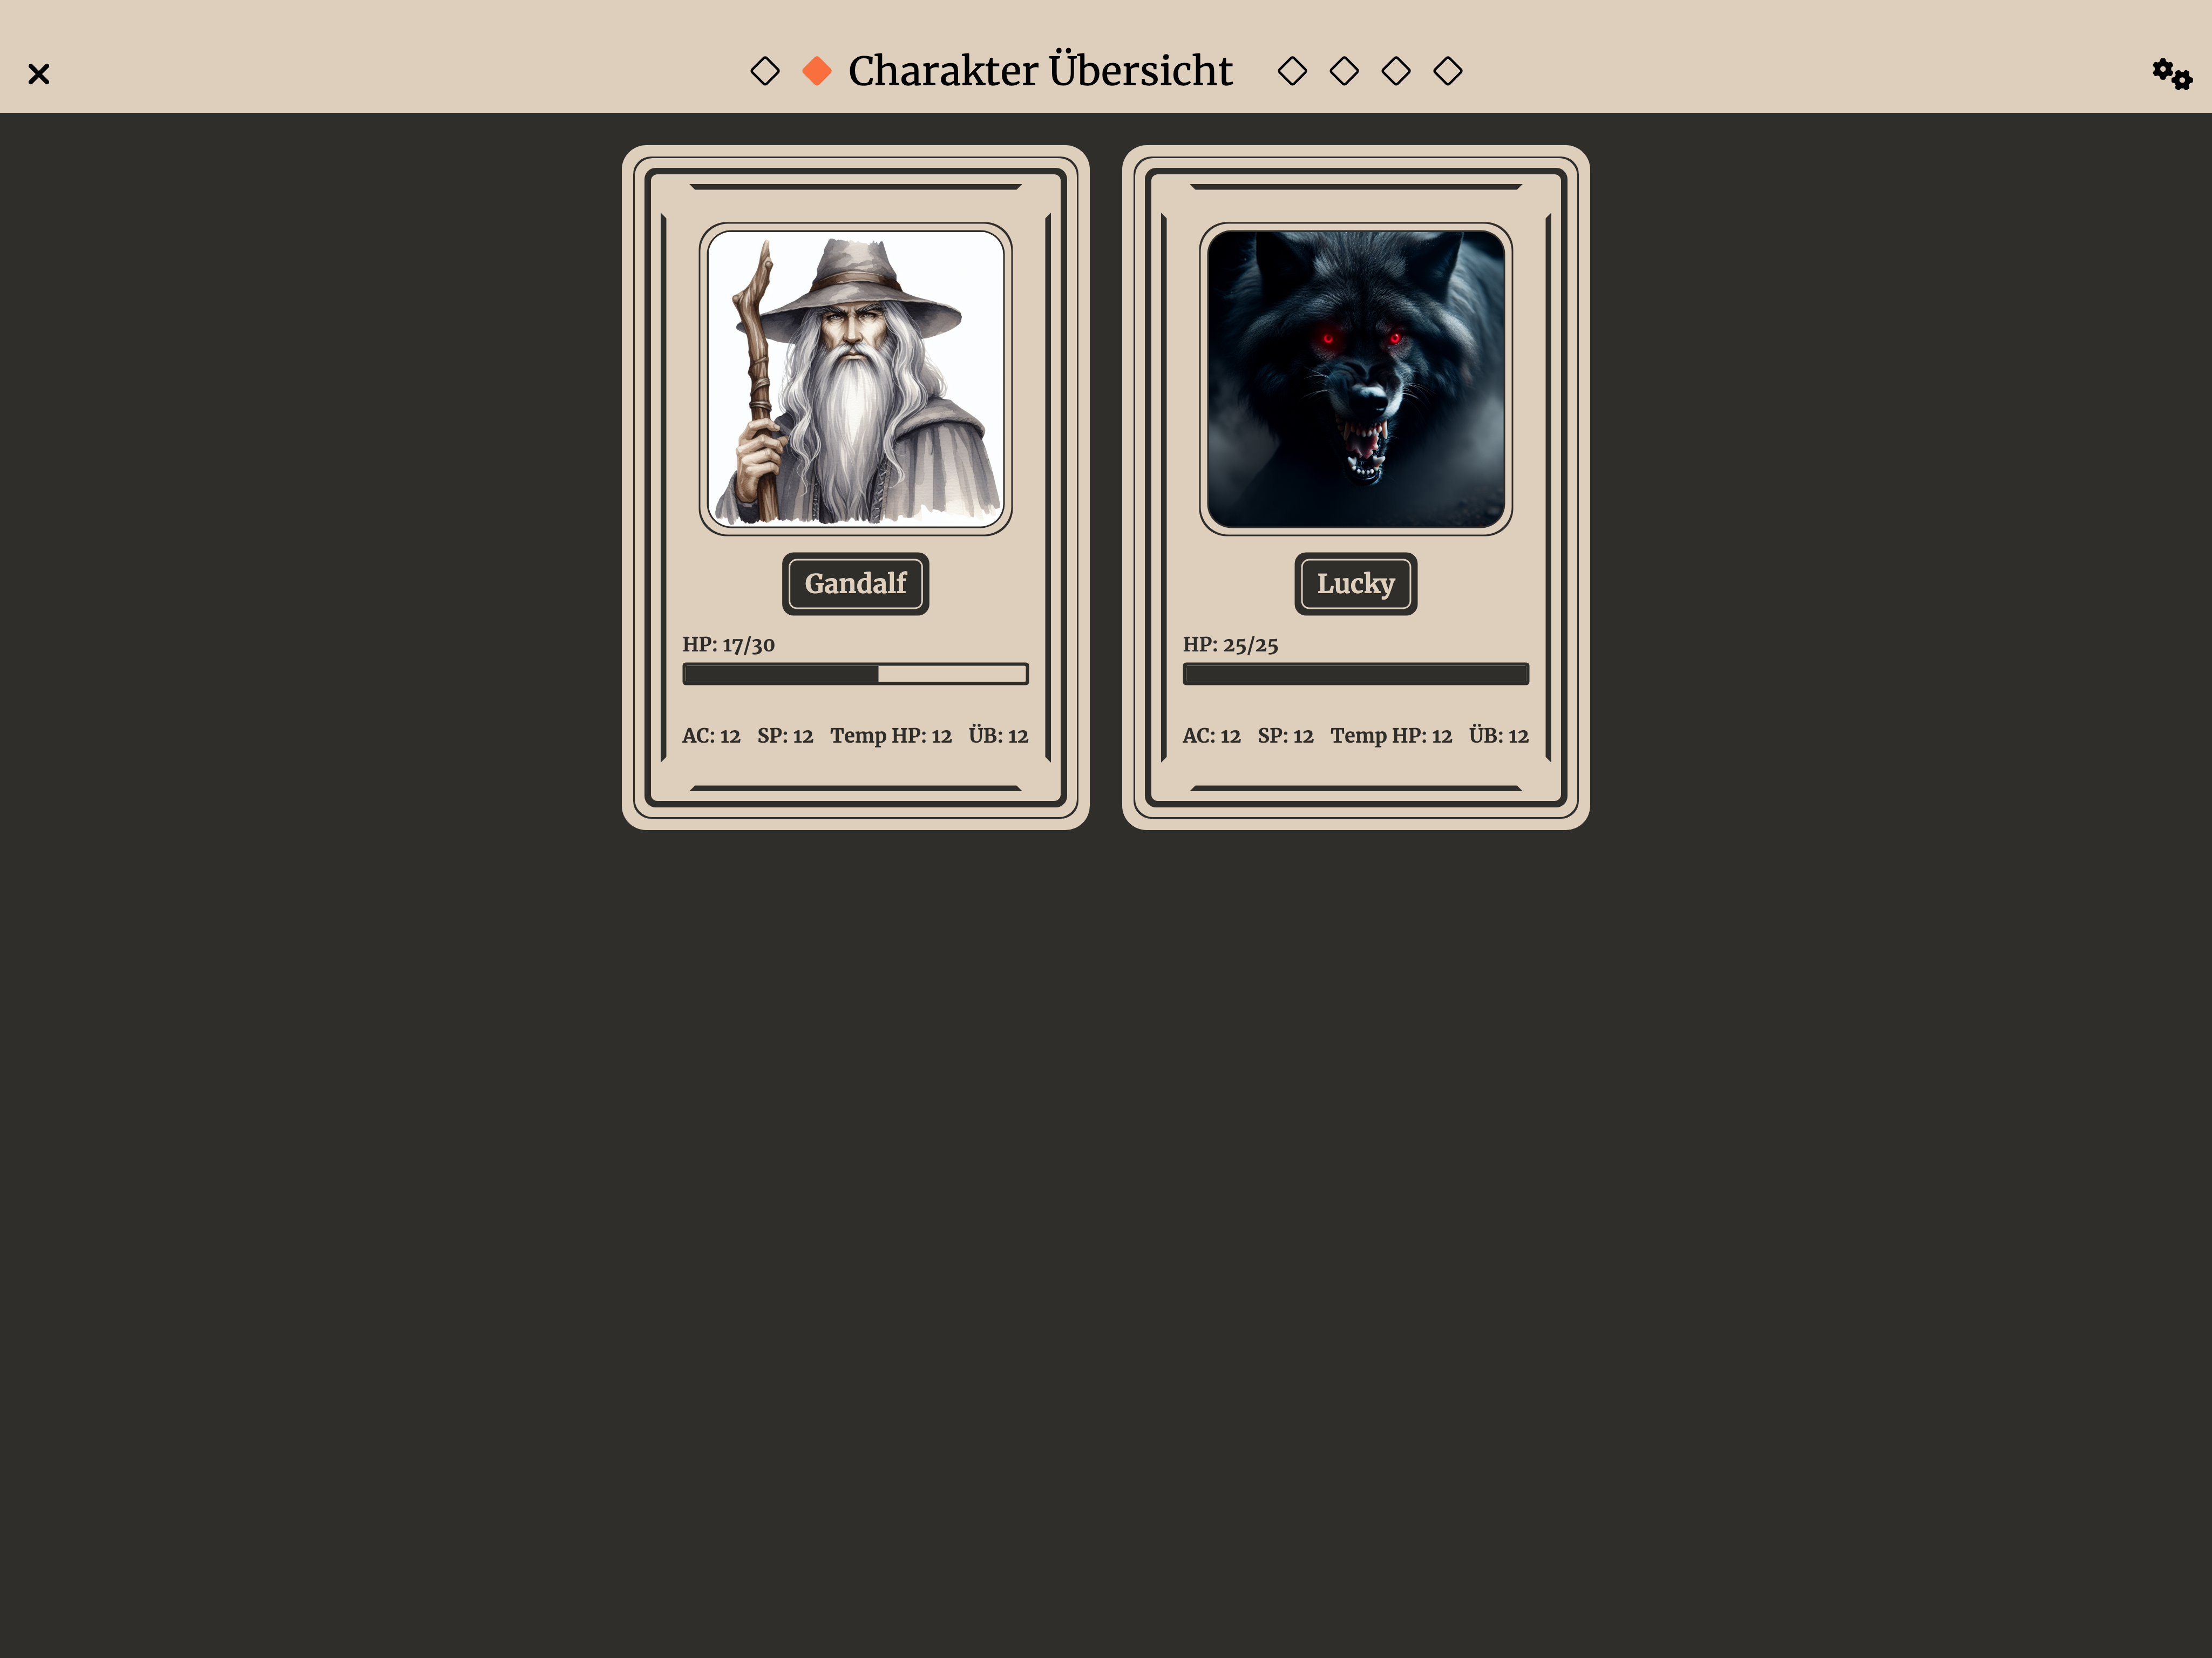 Charakter Übersicht
Gandalf
HP: 17/30
AC: 12 SP: 12 Temp HP: 12 ÜB: 12
Lucky
HP: 25/25
AC: 12 SP: 12 Temp HP: 12 ÜB: 12